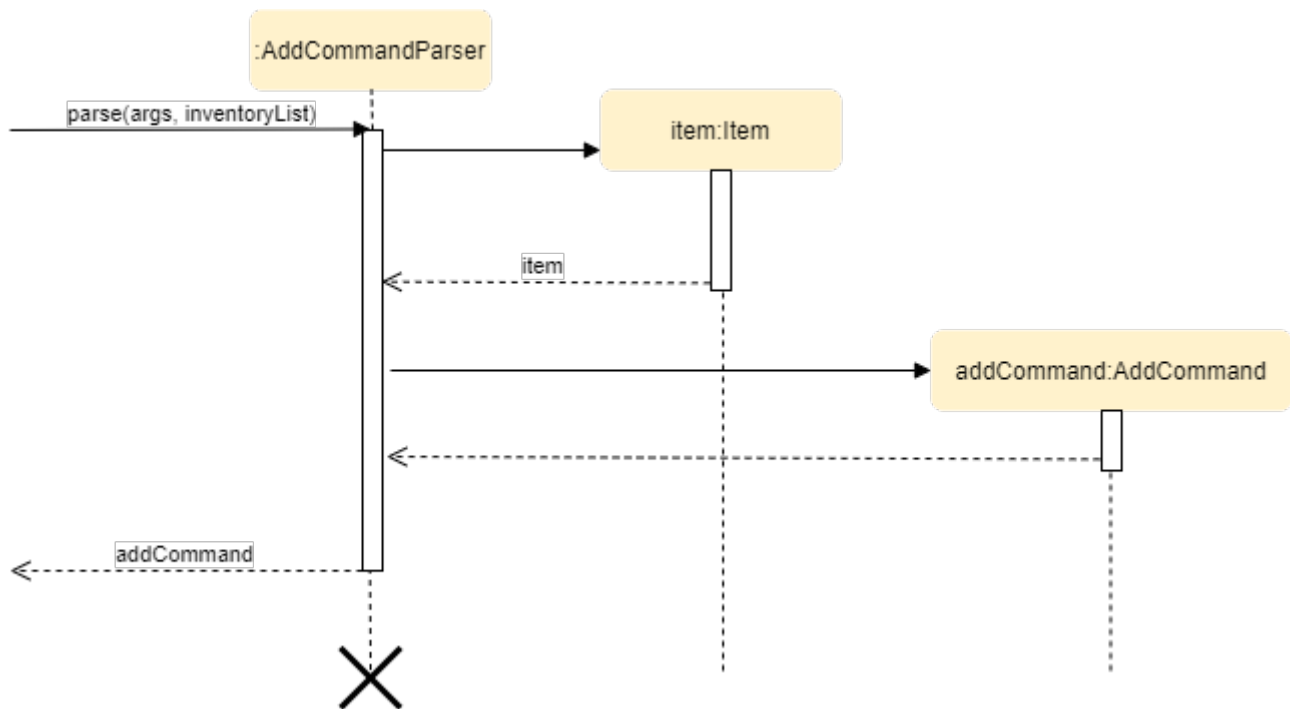 :AddCommandParser
parse(args, inventoryList)
item:Item
item
addCommand:AddCommand
addCommand